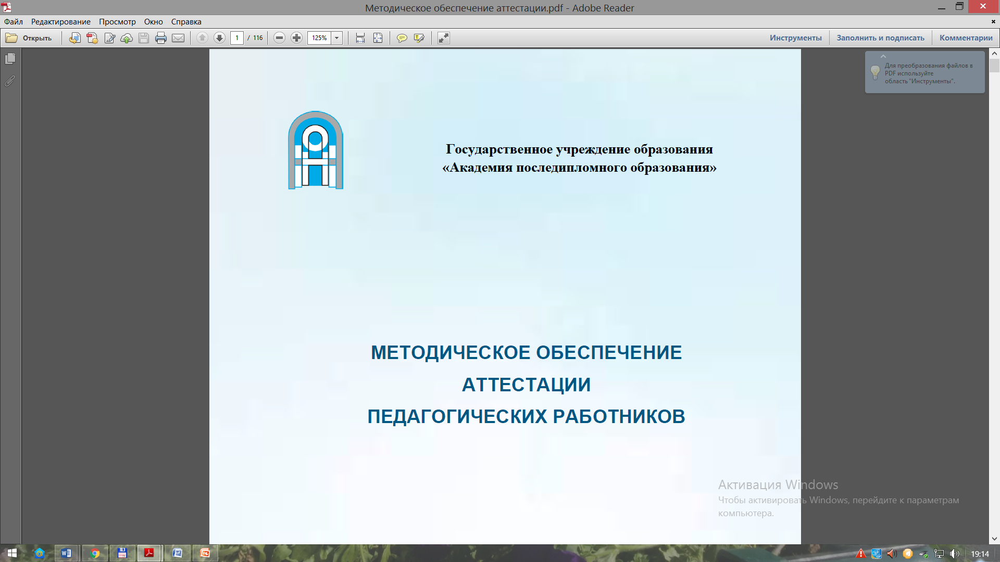 Методическое обеспечение аттестации.pdf - Adobe Reader
Файл Редактирование Просмотр Окно Справка
Открыть 1 / 116 125% Инструменты Заполнить и подписать Комментарии
Для преобразования файлов в
PDF используйте
область "Инструменты".
Государственное учреждение образования
«Академия последипломного образования»
МЕТОДИЧЕСКОЕ ОБЕСПЕЧЕНИЕ
АТТЕСТАЦИИ
ПЕДАГОГИЧЕСКИХ РАБОТНИКОВ
Активация Windows
Чтобы активировать Windows, перейдите к параметрам
компьютера.
19:14